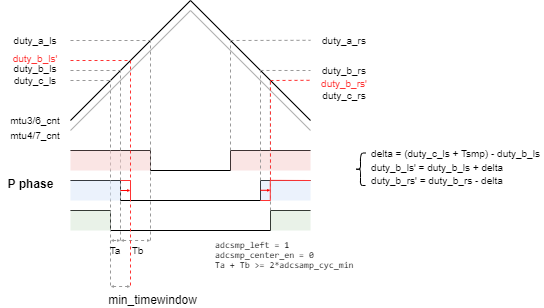 duty_a_ls
duty_a_rs
duty_b_ls'
duty_b_ls
duty_b_rs
duty_c_ls
duty_b_rs'
duty_c_rs
mtu3/6_cnt
mtu4/7_cnt
delta = (duty_c_ls + Tsmp) - duty_b_ls
duty_b_ls' = duty_b_ls + delta
duty_b_rs' = duty_b_rs - delta
P phase
Ta
Tb
adcsmp_left = 1
adcsmp_center_en = 0
Ta + Tb >= 2*adcsamp_cyc_min
min_timewindow